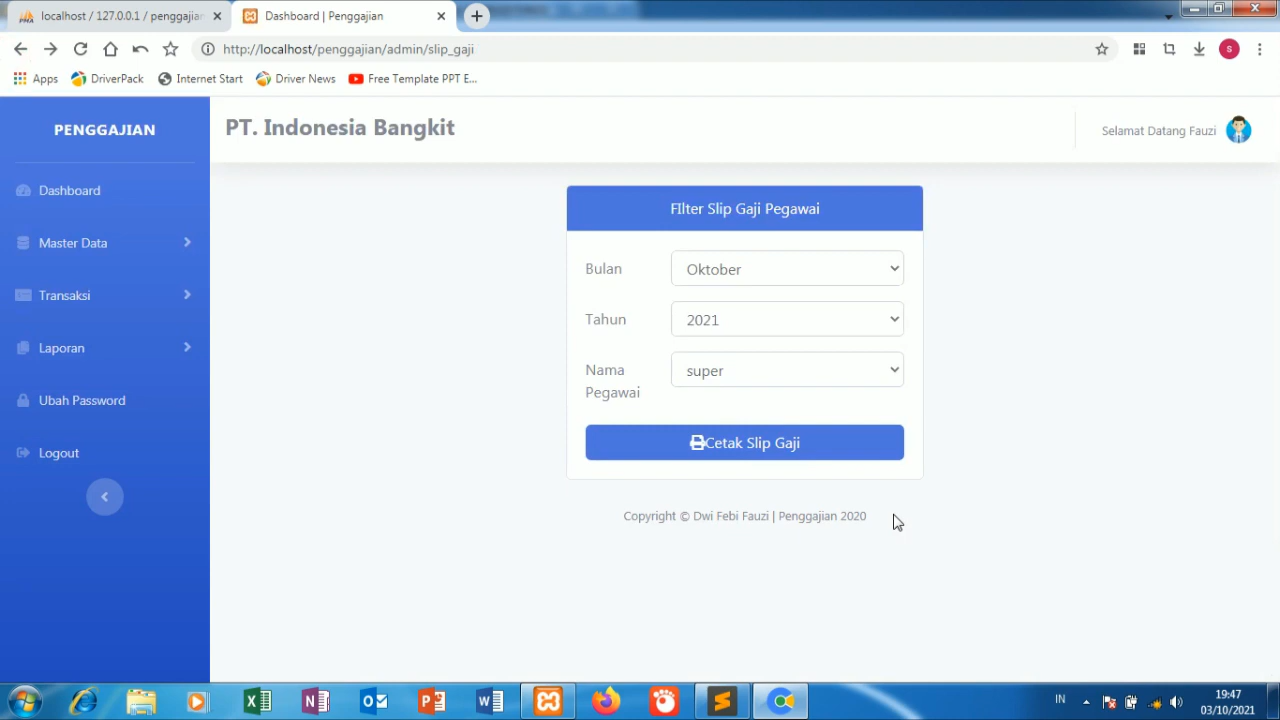 localhost / 127.0.0.1 / penggajian
Dashboard | Penggajian
http://localhost/penggajian/admin/slip_gaji
S
Apps
DriverPack
Internet Start
Driver News
Free Template PPT E...
PENGGAJIAN
PT. Indonesia Bangkit
Selamat Datang Fauzi
Dashboard
Master Data
Transaksi
Laporan
Ubah Password
Logout
FIlter Slip Gaji Pegawai
Bulan
Oktober
Tahun
2021
Nama
Pegawai
super
Cetak Slip Gaji
Copyright © Dwi Febi Fauzi | Penggajian 2020
IN
19:47
03/10/2021